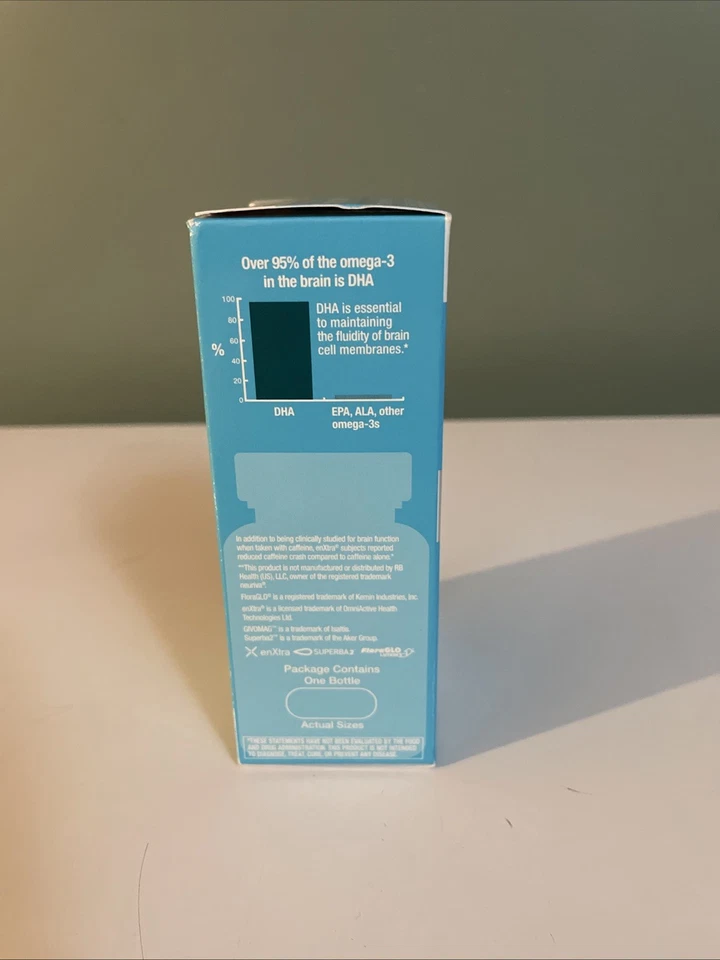 Over 95% of the omega-3
in the brain is DHA
100
80
60
40
20
0
%
DHA is essential
to maintaining
the fluidity of brain
cell membranes.*
DHA
EPA, ALA, other
omega-3s
In addition to being clinically studied for brain function
when taken with caffeine, enXtra® subjects reported
reduced caffeine crash compared to caffeine alone.*
**This product is not manufactured or distributed by RB
Health (US), LLC, owner of the registered trademark
neuriva®.
FloraGLO® is a registered trademark of Kemin Industries, Inc.
enXtra® is a licensed trademark of OmniActive Health
Technologies Ltd.
GIVOMAG™ is a trademark of Isaltis.
Superba2™ is a trademark of the Aker Group.
enXtra
SUPERBA2™
FloraGLO
LUTEIN
Package Contains
One Bottle
Actual Sizes
*THESE STATEMENTS HAVE NOT BEEN EVALUATED BY THE FOOD
AND DRUG ADMINISTRATION. THIS PRODUCT IS NOT INTENDED
TO DIAGNOSE, TREAT, CURE, OR PREVENT ANY DISEASE.